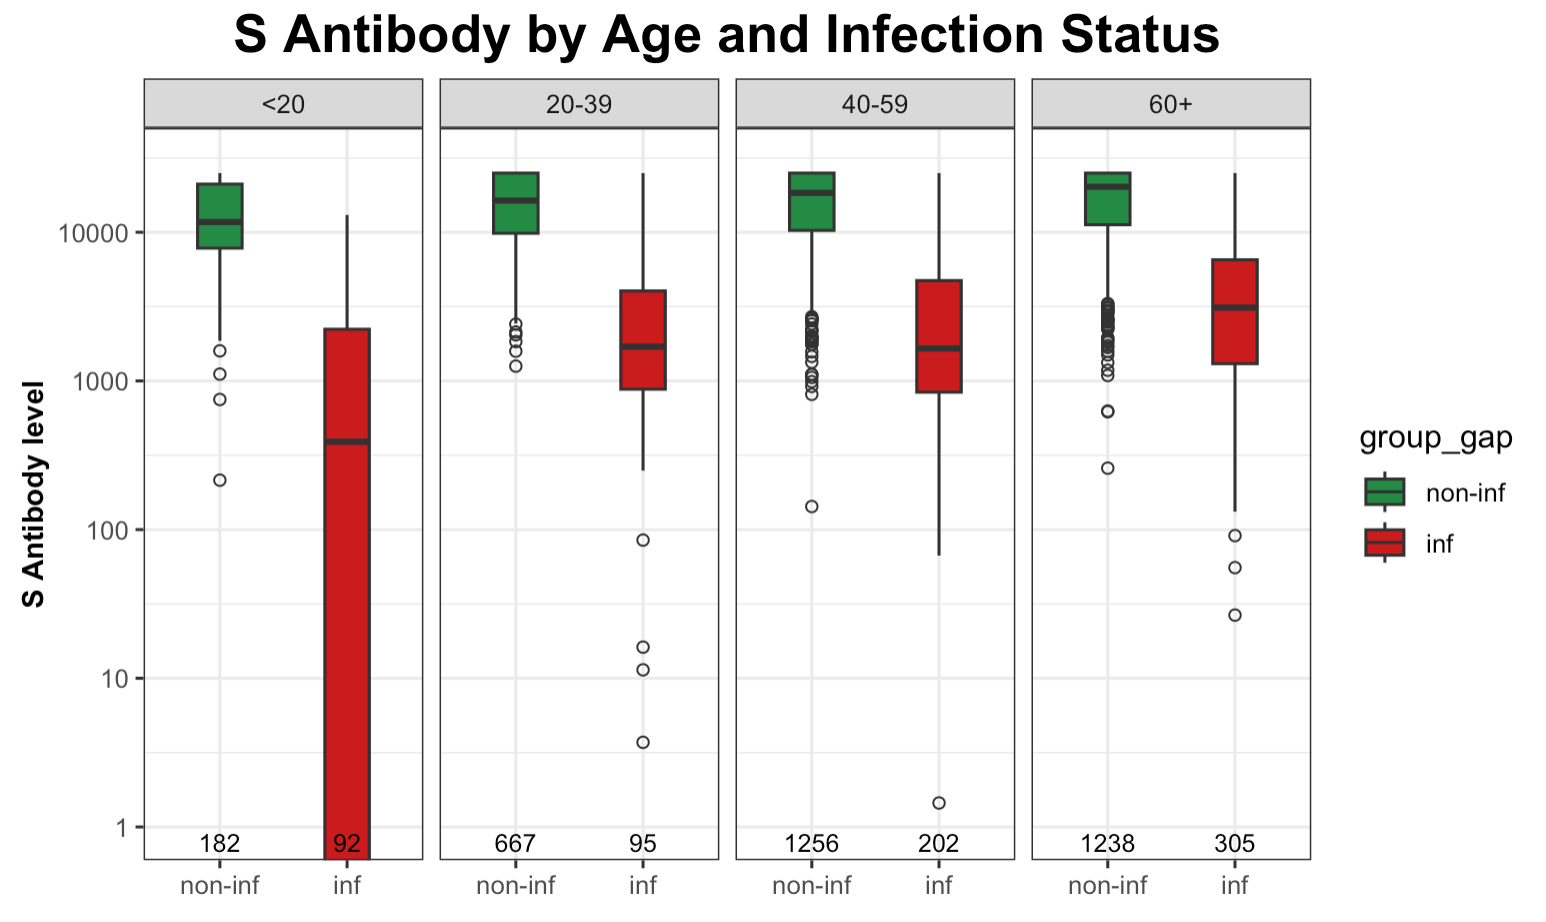 S Antibody by Age and Infection Status
<20
20-39
40-59
60+
S Antibody level
10000
1000
100
10
1
182
92
667
95
1256
202
1238
305
non-inf
inf
non-inf
inf
non-inf
inf
non-inf
inf
group_gap
non-inf
inf